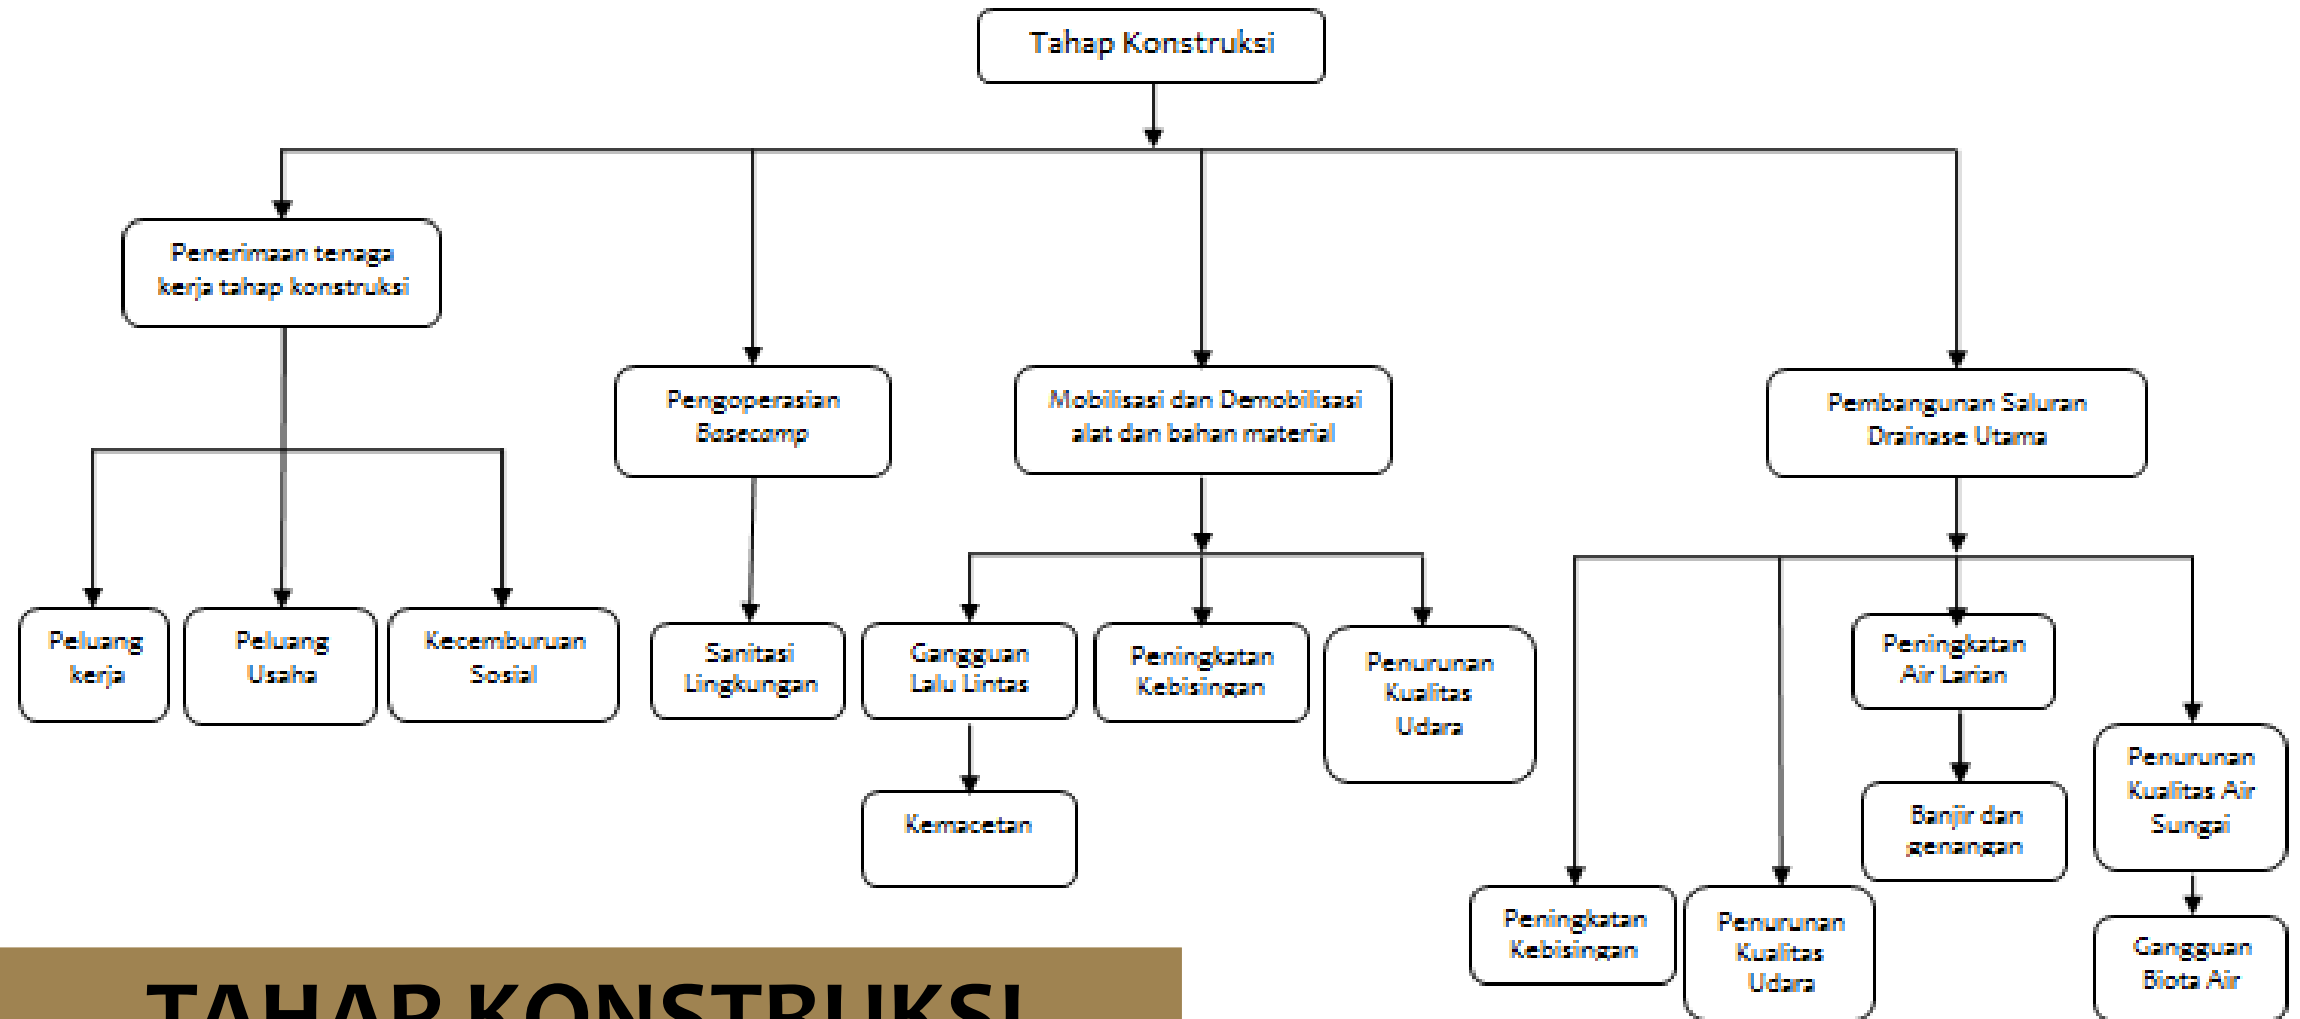 Tahap Konstruksi
Penerimaan tenaga
kerja tahap konstruksi
Pengoperasian
Basecamp
Mobilisasi dan Demobilisasi
alat dan bahan material
Pembangunan Saluran
Drainase Utama
Peluang
kerja
Peluang
Usaha
Kecemburuan
Sosial
Sanitasi
Lingkungan
Gangguan
Lalu Lintas
Peningkatan
Kebisingan
Penurunan
Kualitas
Udara
Peningkatan
Air Larian
Penurunan
Kualitas Air
Sungai
Kemacetan
Banjir dan
genangan
Peningkatan
Kebisingan
Penurunan
Kualitas
Udara
Gangguan
Biota Air
TAHAP KONSTRUKSI